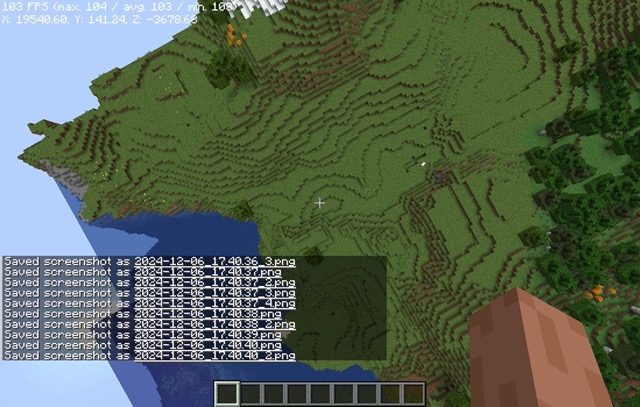 103 FPS (max. 104 / avg. 103 / min. 103)
X: 19540.60, Y: 141.24, Z: -3678.68
Saved screenshot as 2024-12-06_17.40.36_3.png
Saved screenshot as 2024-12-06_17.40.37.png
Saved screenshot as 2024-12-06_17.40.37_2.png
Saved screenshot as 2024-12-06_17.40.37_3.png
Saved screenshot as 2024-12-06_17.40.37_4.png
Saved screenshot as 2024-12-06_17.40.38.png
Saved screenshot as 2024-12-06_17.40.38_2.png
Saved screenshot as 2024-12-06_17.40.39.png
Saved screenshot as 2024-12-06_17.40.40.png
Saved screenshot as 2024-12-06_17.40.40_2.png